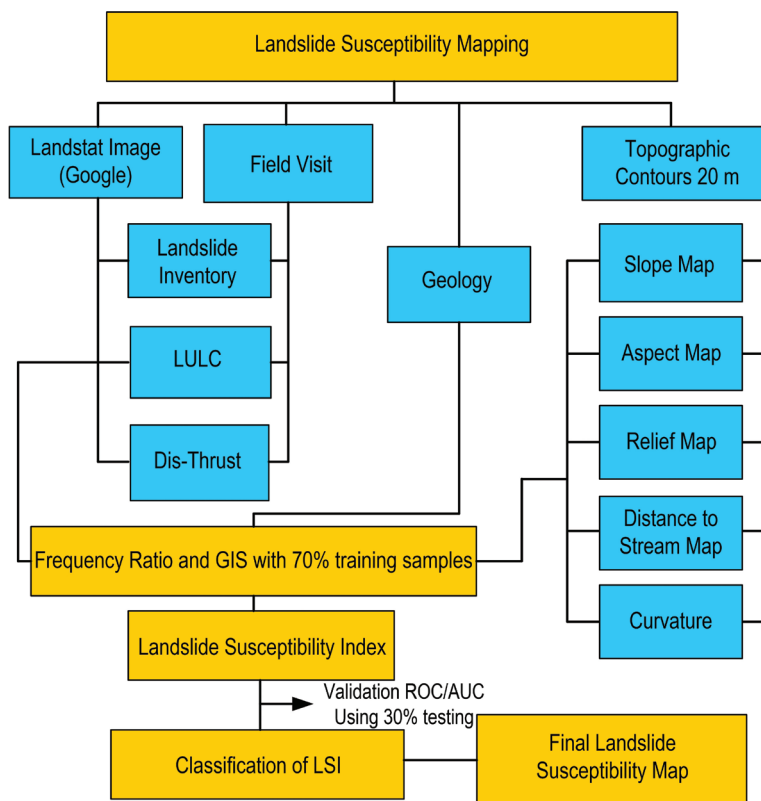 Landslide Susceptibility Mapping
Landstat Image
(Google)
Field Visit
Topographic
Contours 20 m
Landslide
Inventory
Geology
Slope Map
LULC
Aspect Map
Dis-Thrust
Relief Map
Frequency Ratio and GIS with 70% training samples
Distance to
Stream Map
Landslide Susceptibility Index
Curvature
Validation ROC/AUC
Using 30% testing
Classification of LSI
Final Landslide
Susceptibility Map